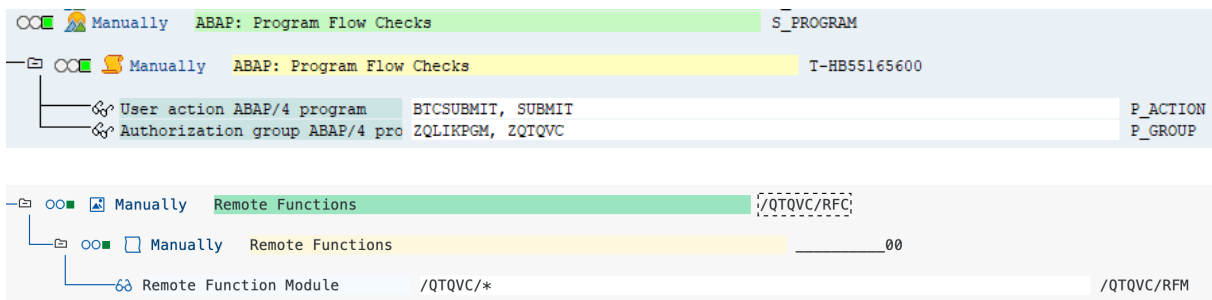 Manually ABAP: Program Flow Checks S_PROGRAM
Manually ABAP: Program Flow Checks T-HB55165600
User action ABAP/4 program BTCSUBMIT, SUBMIT P_ACTION
Authorization group ABAP/4 pro ZQLIKPGM, ZQTQVC P_GROUP
Manually Remote Functions /QTQVC/RFC
Manually Remote Functions __________00
Remote Function Module /QTQVC/* /QTQVC/RFM